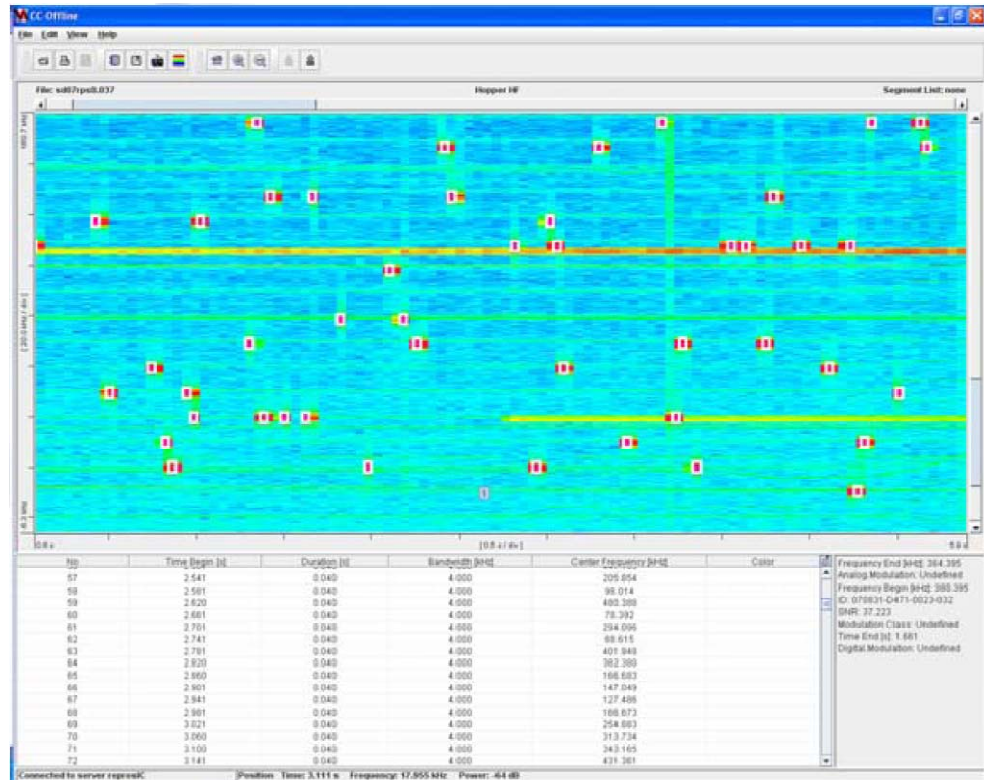 CC-Offline
File Edit View Help
Hopper HF
Segment List: none
[0.5 s / div]
No Time Begin [s] Duration [s] Bandwidth [kHz] Center Frequency [kHz] Color
57 2.541 0.040 4.000 205.854
58 2.581 0.040 4.000 98.014
59 2.620 0.040 4.000 480.388
60 2.661 0.040 4.000 78.392
61 2.701 0.040 4.000 294.096
62 2.741 0.040 4.000 68.615
63 2.781 0.040 4.000 401.948
64 2.820 0.040 4.000 382.380
65 2.860 0.040 4.000 166.683
66 2.901 0.040 4.000 147.049
67 2.941 0.040 4.000 127.486
68 2.981 0.040 4.000 166.673
69 3.021 0.040 4.000 254.883
70 3.060 0.040 4.000 313.734
71 3.100 0.040 4.000 343.165
72 3.141 0.040 4.000 431.361
Frequency End [kHz]: 384.395
Analog.Modulation: Undefined
Frequency Begin [kHz]: 380.395
SNR: 37.223
Modulation Class: Undefined
Time End [s]: 1.661
Digital.Modulation: Undefined
Connected to server Position Time: 3.111 s Frequency: 17.955 kHz Power: -64 dB